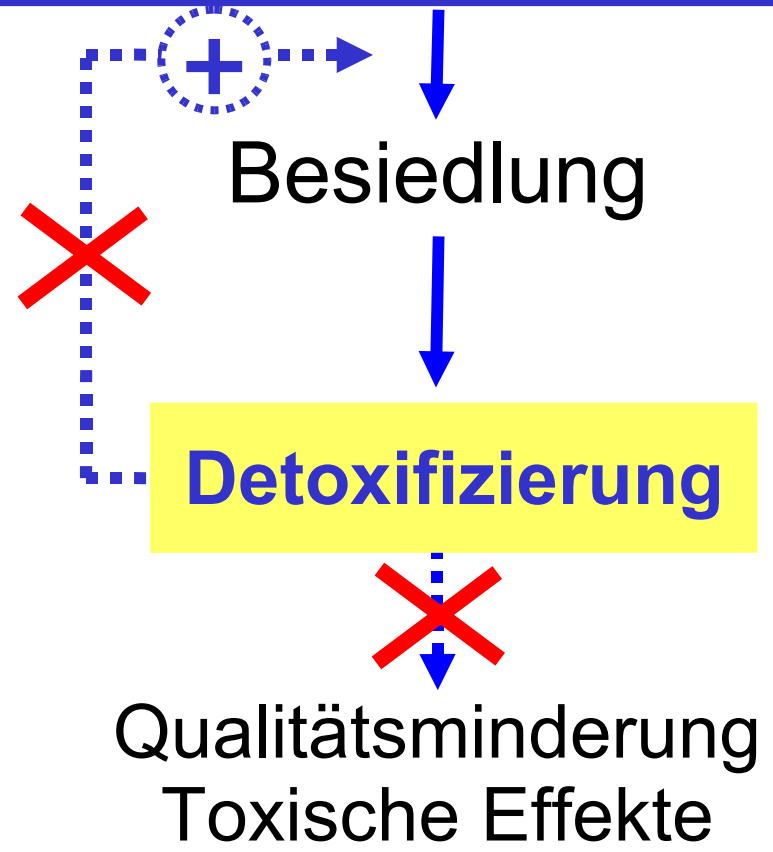 +
Besiedlung
Detoxifizierung
Qualitätsminderung
Toxische Effekte